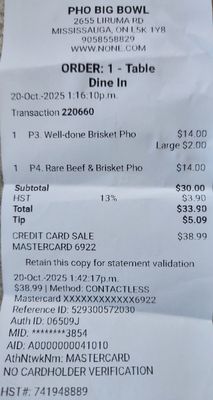 PHO BIG BOWL
2655 LIRUMA RD
MISSISSAUGA, ON L5K 1Y8
9058558829
WWW.NONE.COM
ORDER: 1 - Table
Dine In
20-Oct.-2025 1:16:10p.m.
Transaction 220660
1 P3. Well-done Brisket Pho $14.00
Large $2.00
1 P4. Rare Beef & Brisket Pho $14.00
Subtotal $30.00
HST 13% $3.90
Total $33.90
Tip $5.09
CREDIT CARD SALE $38.99
MASTERCARD 6922
Retain this copy for statement validation
20-Oct.-2025 1:42:17p.m.
$38.99 | Method: CONTACTLESS
Mastercard XXXXXXXXXXXX6922
Reference ID: 529300572030
Auth ID: 06509J
MID: ********3854
AID: A0000000041010
AthNtwkNm: MASTERCARD
NO CARDHOLDER VERIFICATION
HST#: 741948889